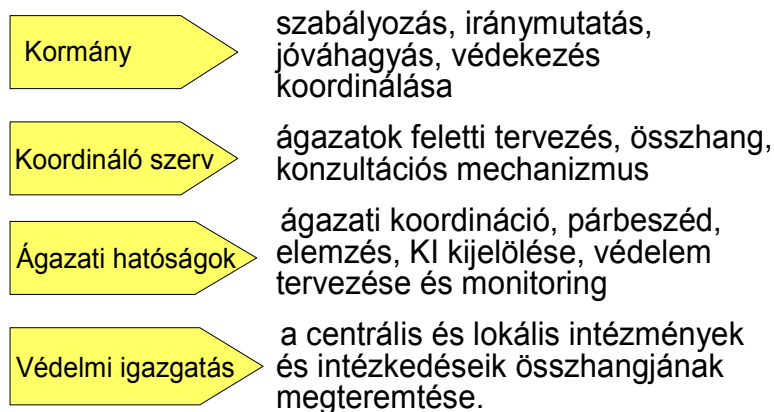 Kormány
szabályozás, iránymutatás,
jóváhagyás, védekezés
koordinálása
Koordináló szerv
ágazatok feletti tervezés, összhang,
konzultációs mechanizmus
Ágazati hatóságok
ágazati koordináció, párbeszéd,
elemzés, KI kijelölése, védelem
tervezése és monitoring
Védelmi igazgatás
a centrális és lokális intézmények
és intézkedéseik összhangjának
megteremtése.